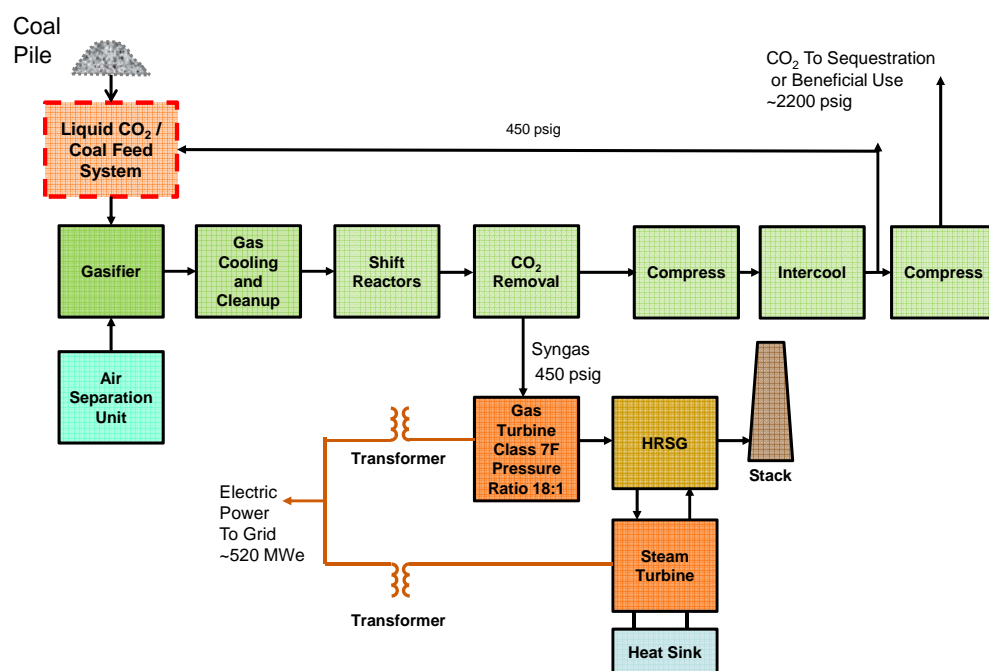 Coal
Pile
CO₂ To Sequestration
or Beneficial Use
~2200 psig
Liquid CO₂ /
Coal Feed
System
450 psig
Gasifier
Gas
Cooling
and
Cleanup
Shift
Reactors
CO₂
Removal
Compress
Intercool
Compress
Air
Separation
Unit
Syngas
450 psig
Gas
Turbine
Class 7F
Pressure
Ratio 18:1
HRSG
Stack
Transformer
Electric
Power
To Grid
~520 MWe
Steam
Turbine
Transformer
Heat Sink